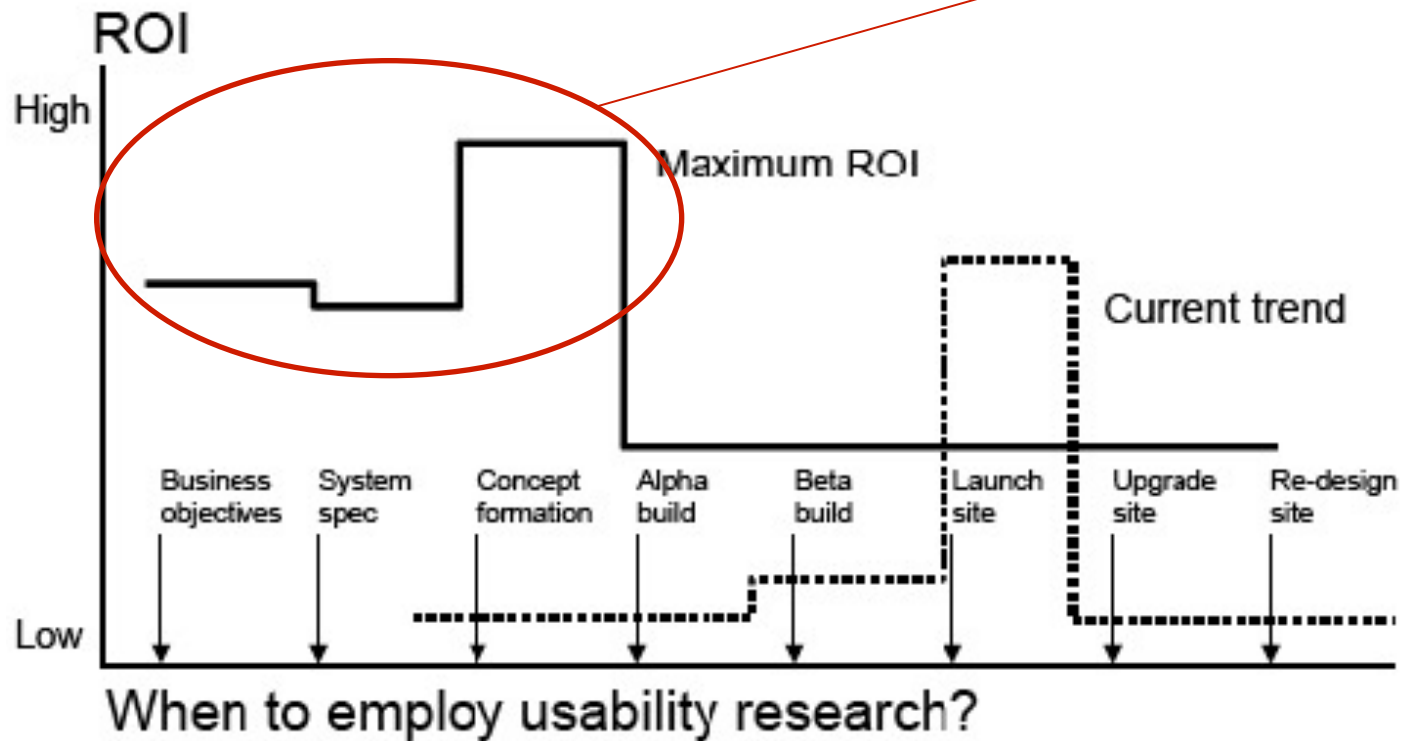 ROI
High
Maximum ROI
Current trend
Business
objectives
System
spec
Concept
formation
Alpha
build
Beta
build
Launch
site
Upgrade
site
Re-design
site
Low
When to employ usability research?